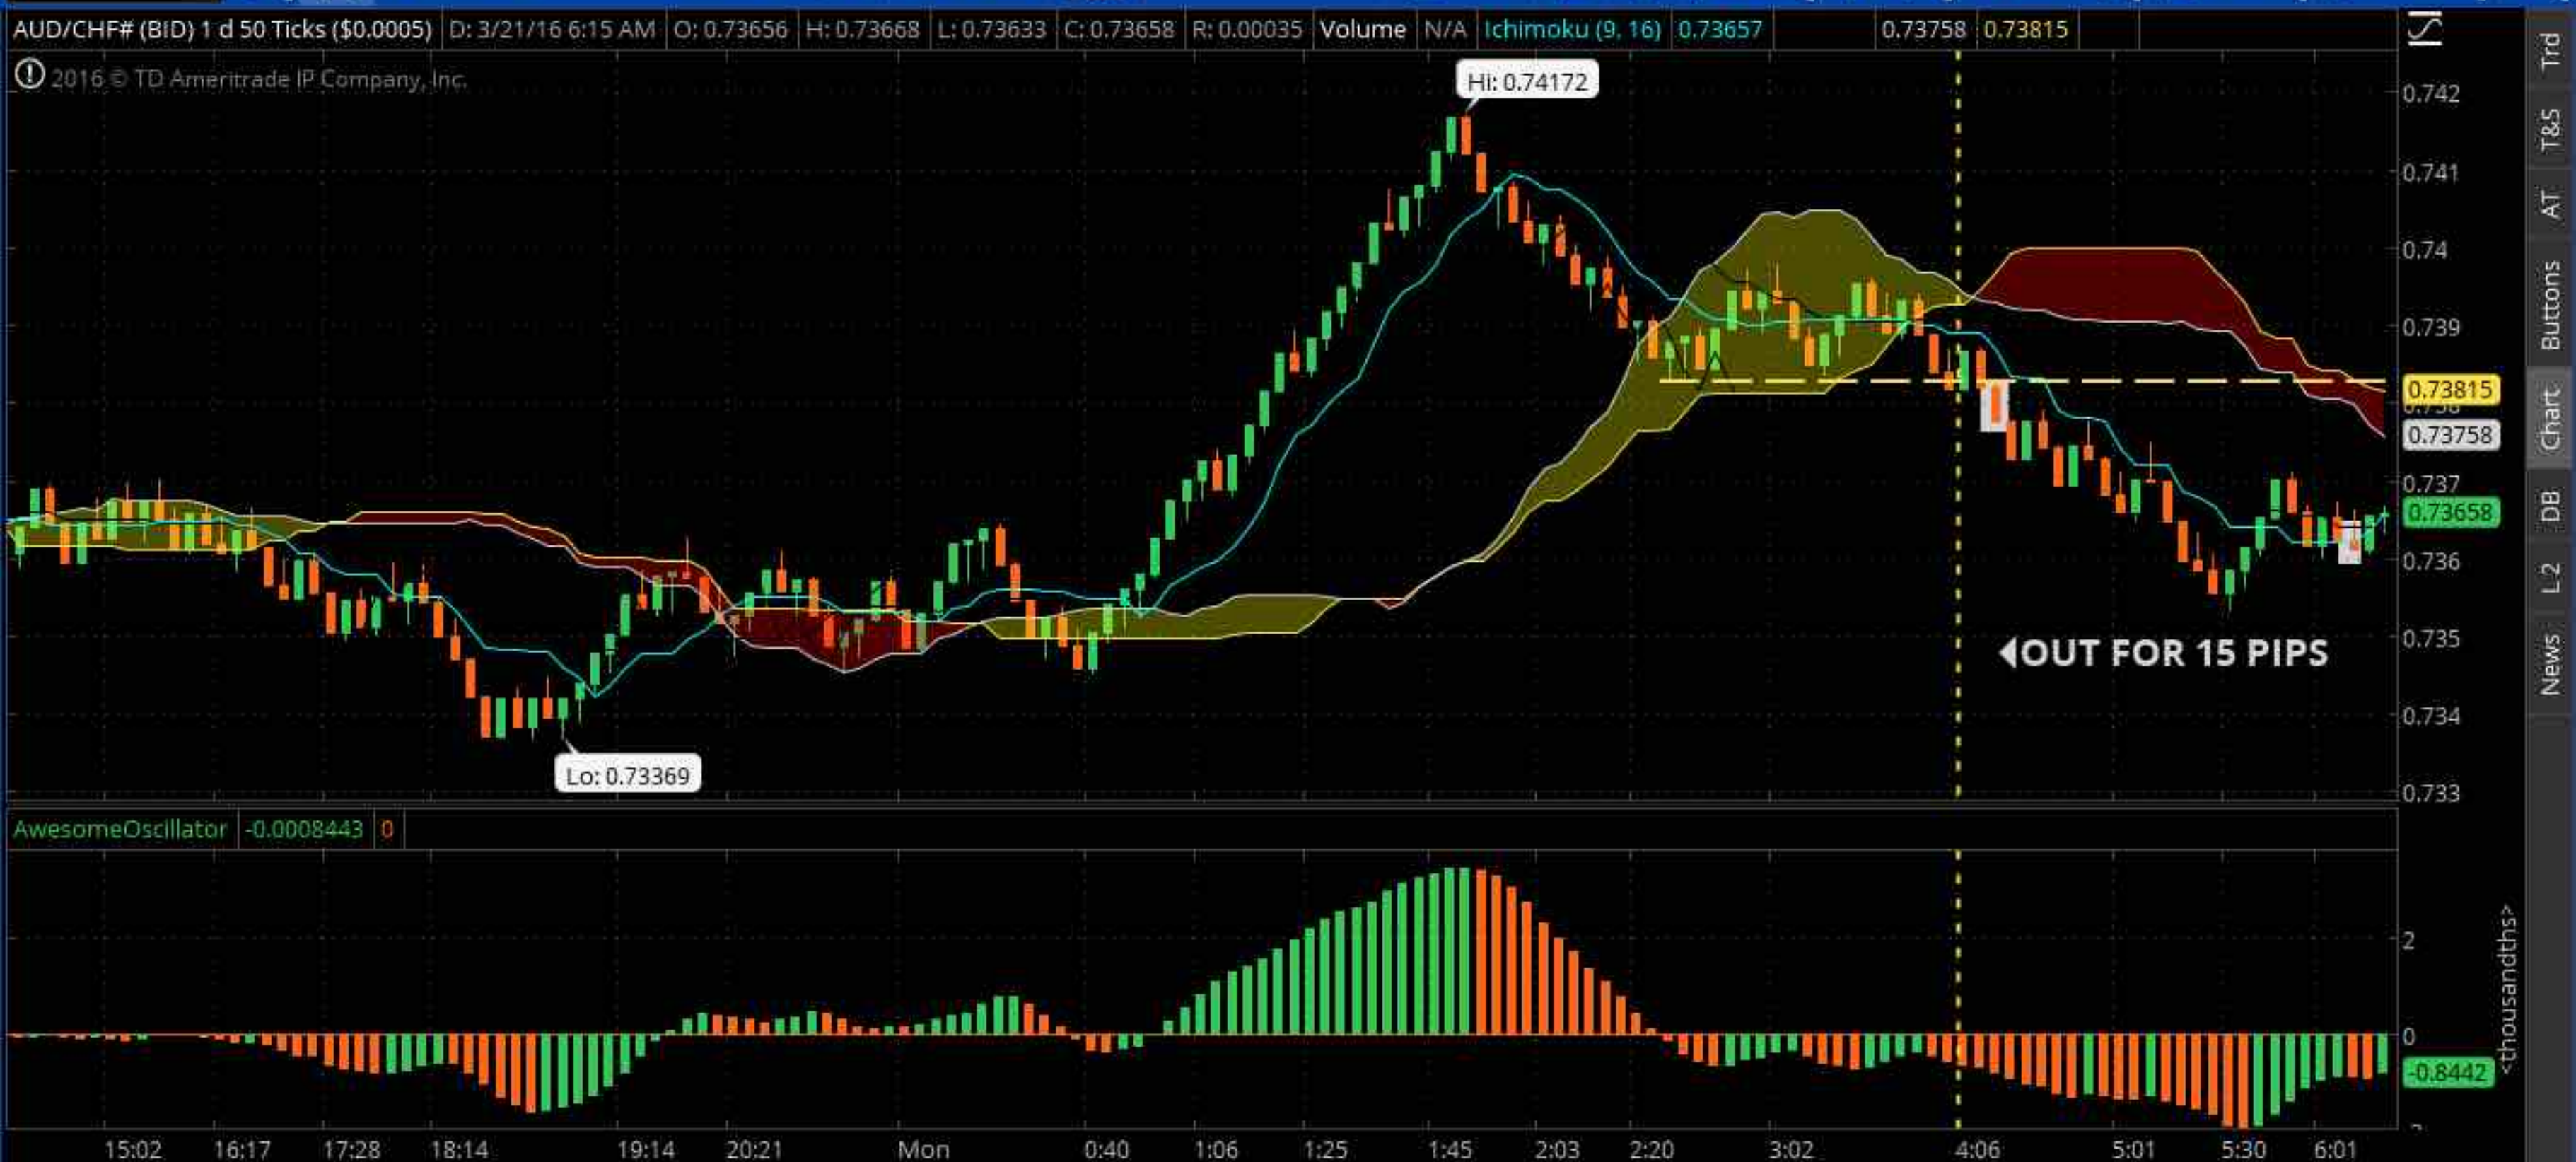 AUD/CHF# (BID) 1 d 50 Ticks ($0.0005) D: 3/21/16 6:15 AM O: 0.73656 H: 0.73668 L: 0.73633 C: 0.73658 R: 0.00035 Volume N/A Ichimoku (9, 16) 0.73657 0.73758 0.73815
2016 © TD Ameritrade IP Company, Inc.
Hi: 0.74172
0.742
0.741
0.74
0.739
0.73815
0.738
0.73758
0.737
0.73658
0.736
0.735
OUT FOR 15 PIPS
0.734
Lo: 0.73369
0.733
AwesomeOscillator -0.0008443 0
2
0
-0.8442
<thousandths>
15:02 16:17 17:28 18:14 19:14 20:21 Mon 0:40 1:06 1:25 1:45 2:03 2:20 3:02 4:06 5:01 5:30 6:01
Trd
T&S
AT
Buttons
Chart
DB
L2
News